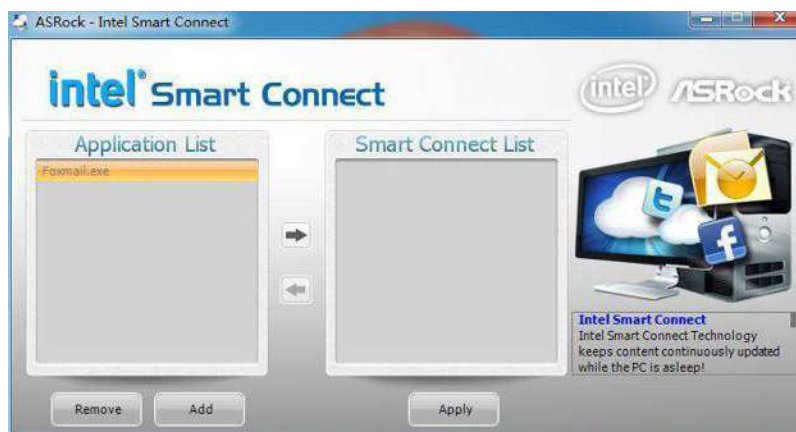 ASRock - Intel Smart Connect
intel Smart Connect
intel ASRock
Application List
Foxmail.exe
Smart Connect List
Intel Smart Connect
Intel Smart Connect Technology
keeps content continuously updated
while the PC is asleep!
Remove Add Apply